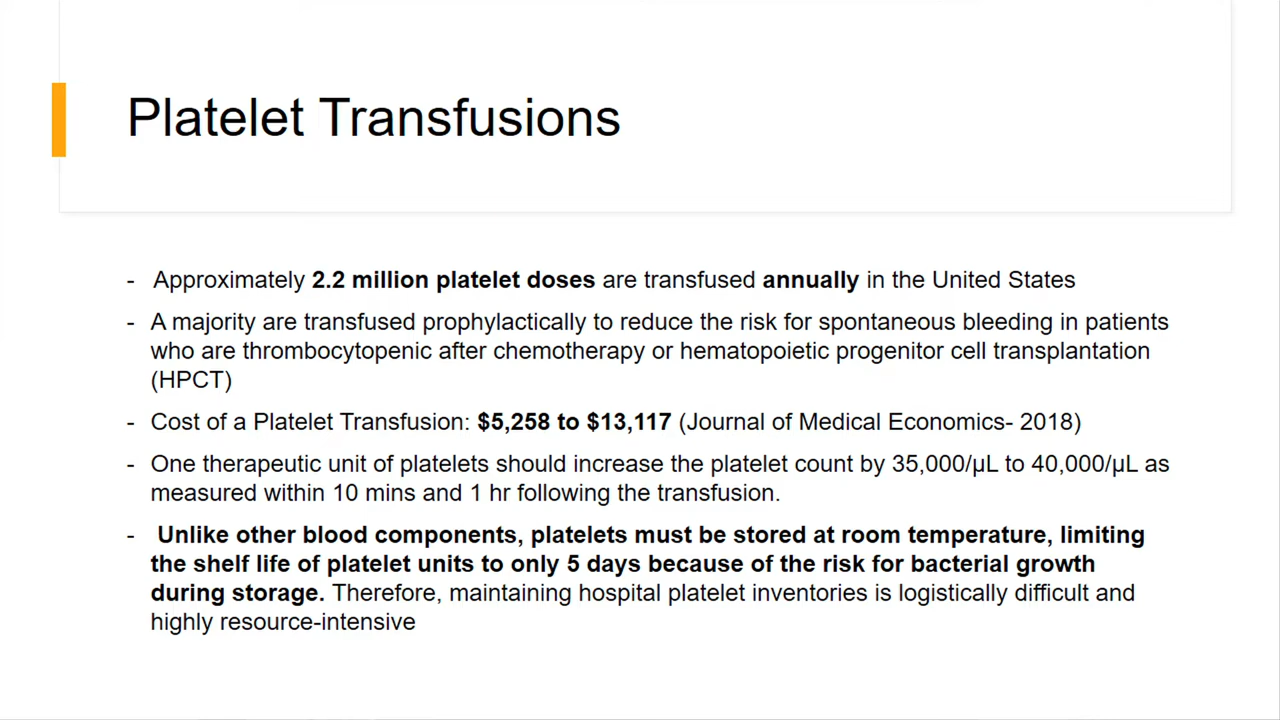 Platelet Transfusions
- Approximately 2.2 million platelet doses are transfused annually in the United States
- A majority are transfused prophylactically to reduce the risk for spontaneous bleeding in patients
who are thrombocytopenic after chemotherapy or hematopoietic progenitor cell transplantation
(HPCT)
- Cost of a Platelet Transfusion: $5,258 to $13,117 (Journal of Medical Economics- 2018)
- One therapeutic unit of platelets should increase the platelet count by 35,000/µL to 40,000/µL as
measured within 10 mins and 1 hr following the transfusion.
- Unlike other blood components, platelets must be stored at room temperature, limiting
the shelf life of platelet units to only 5 days because of the risk for bacterial growth
during storage. Therefore, maintaining hospital platelet inventories is logistically difficult and
highly resource-intensive